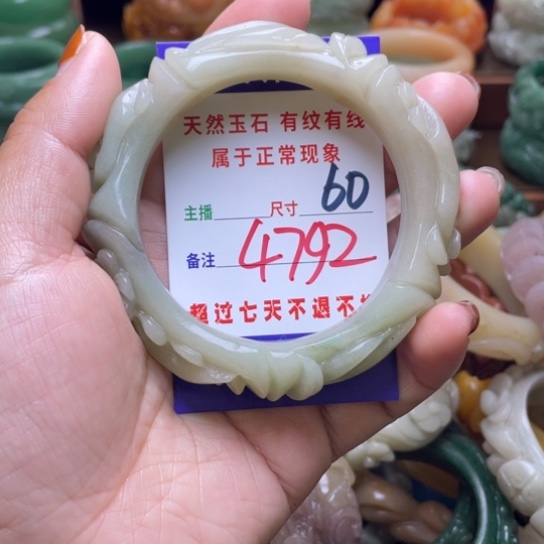 天然玉石 有纹有线
属于正常现象
主播 尺寸 60
备注 4792
超过七天不退不